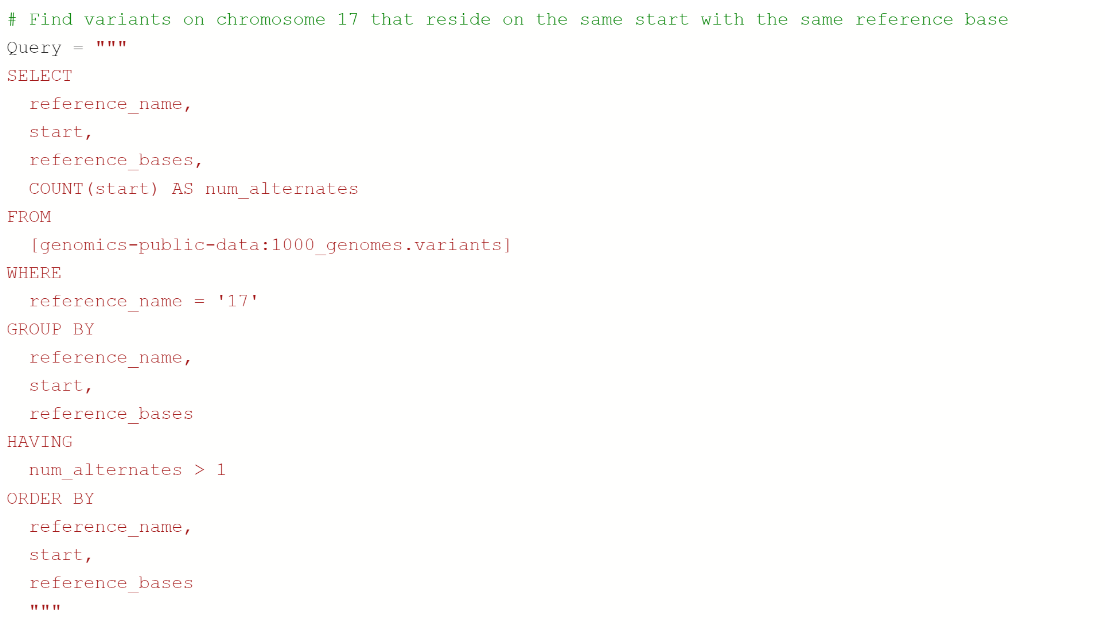 # Find variants on chromosome 17 that reside on the same start with the same reference base
Query = """
SELECT
  reference_name,
  start,
  reference_bases,
  COUNT(start) AS num_alternates
FROM
  [genomics-public-data:1000_genomes.variants]
WHERE
  reference_name = '17'
GROUP BY
  reference_name,
  start,
  reference_bases
HAVING
  num_alternates > 1
ORDER BY
  reference_name,
  start,
  reference_bases
  """